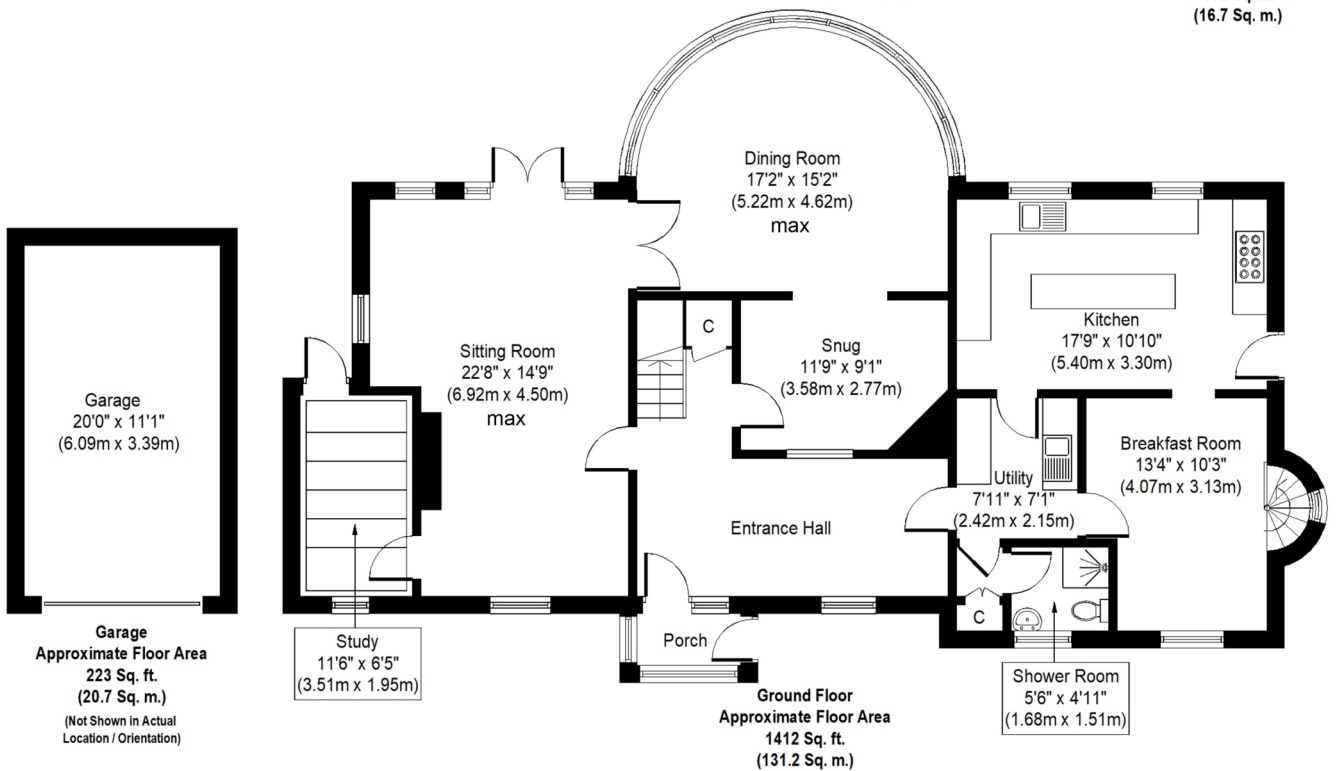 (16.7 Sq. m.)
Dining Room
17'2" x 15'2"
(5.22m x 4.62m)
max
Garage
20'0" x 11'1"
(6.09m x 3.39m)
Sitting Room
22'8" x 14'9"
(6.92m x 4.50m)
max
C
Snug
11'9" x 9'1"
(3.58m x 2.77m)
Kitchen
17'9" x 10'10"
(5.40m x 3.30m)
Breakfast Room
13'4" x 10'3"
(4.07m x 3.13m)
Utility
7'11" x 7'1"
(2.42m x 2.15m)
Entrance Hall
C
Porch
Study
11'6" x 6'5"
(3.51m x 1.95m)
Shower Room
5'6" x 4'11"
(1.68m x 1.51m)
Garage
Approximate Floor Area
223 Sq. ft.
(20.7 Sq. m.)
(Not Shown in Actual
Location / Orientation)
Ground Floor
Approximate Floor Area
1412 Sq. ft.
(131.2 Sq. m.)